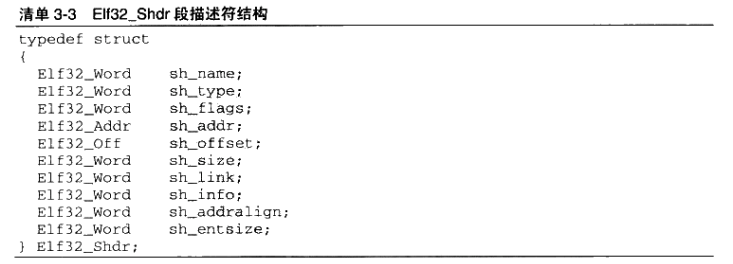 清单 3-3 Elf32_Shdr 段描述符结构
typedef struct
{
Elf32_Word sh_name;
Elf32_Word sh_type;
Elf32_Word sh_flags;
Elf32_Addr sh_addr;
Elf32_Off sh_offset;
Elf32_Word sh_size;
Elf32_Word sh_link;
Elf32_Word sh_info;
Elf32_Word sh_addralign;
Elf32_Word sh_entsize;
} Elf32_Shdr;